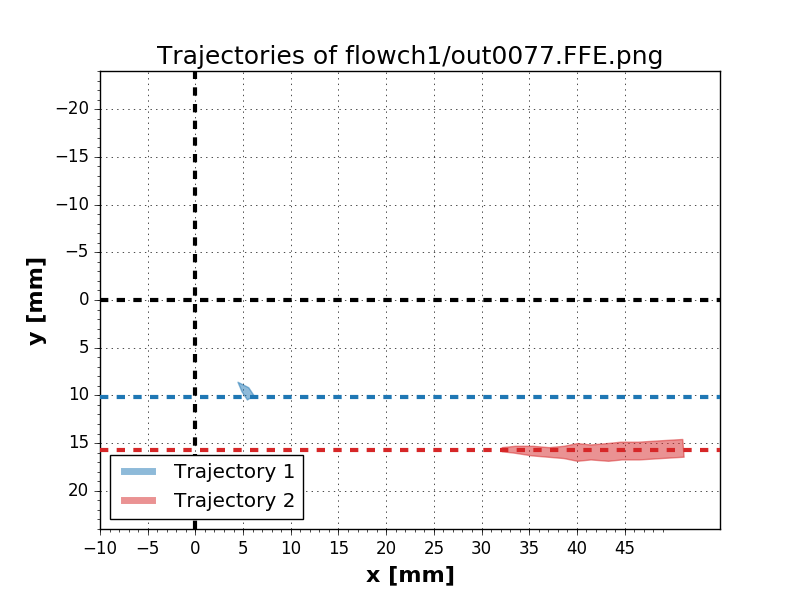 Trajectories of flowch1/out0077.FFE.png
−20
−15
−10
−5
0
5
10
15
20
y [mm]
Trajectory 1
Trajectory 2
−10 −5 0 5 10 15 20 25 30 35 40 45
x [mm]